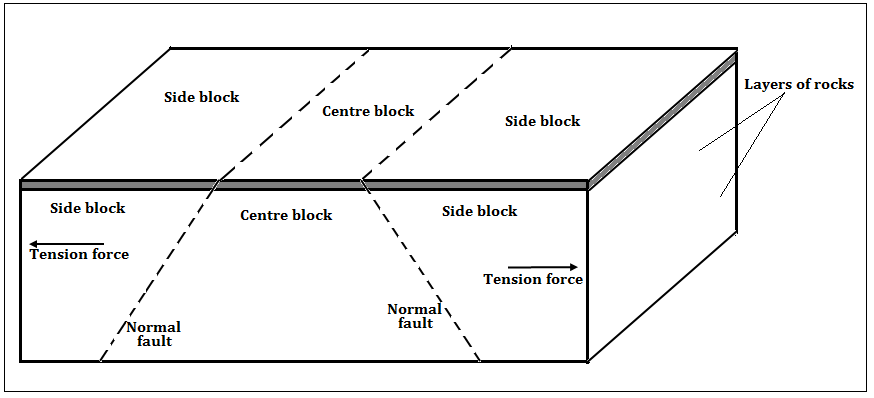 Layers of rocks
Side block
Centre block
Side block
Side block
Centre block
Side block
Tension force
Tension force
Normal
fault
Normal
fault